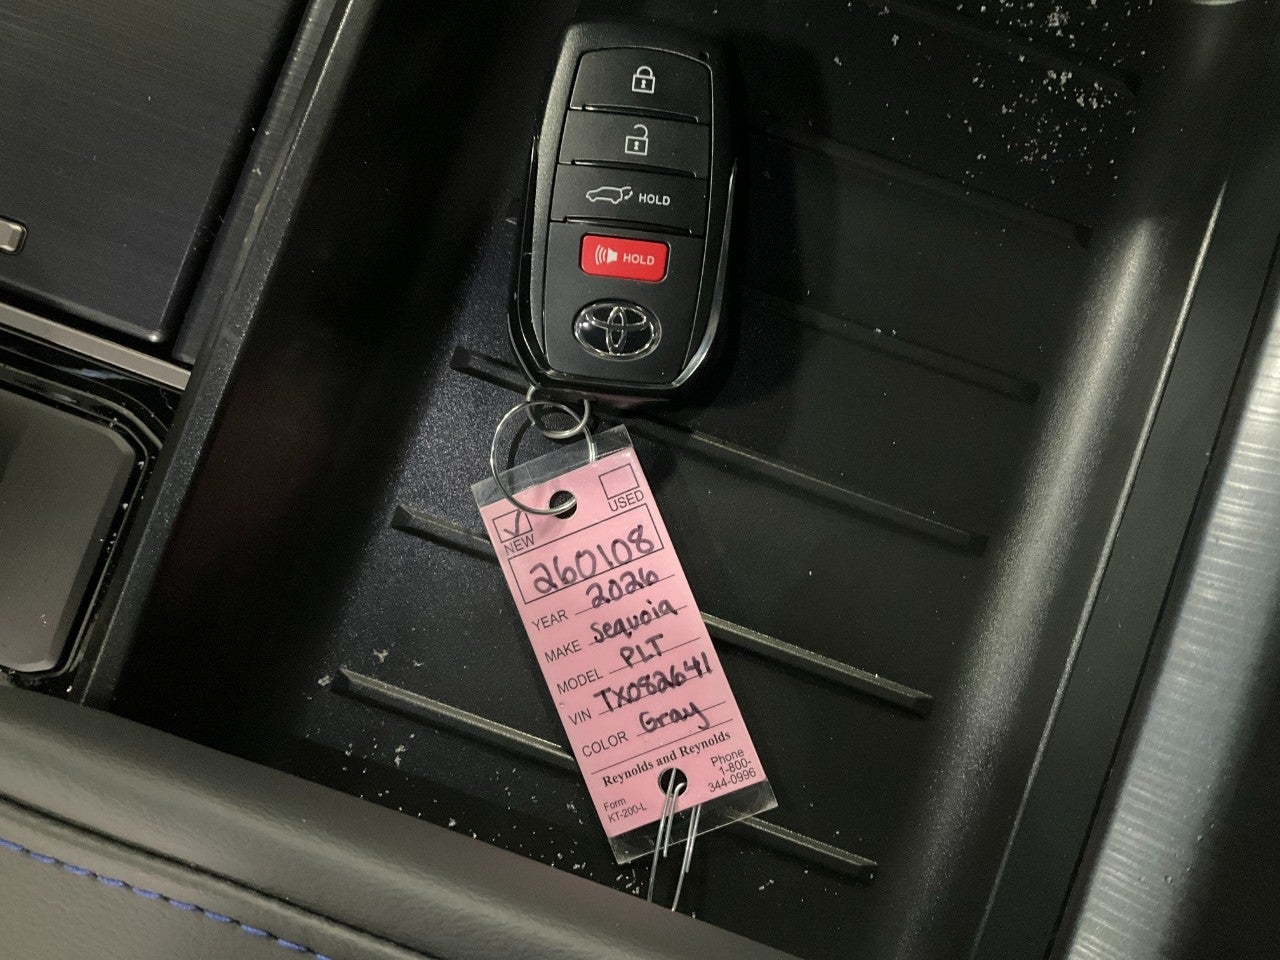 HOLD
HOLD
NEW USED
260108
YEAR 2026
MAKE Sequoia
MODEL PLT
VIN TX082641
COLOR Gray
Reynolds and Reynolds
Form
KT-200-L
Phone
1-800-
344-0996